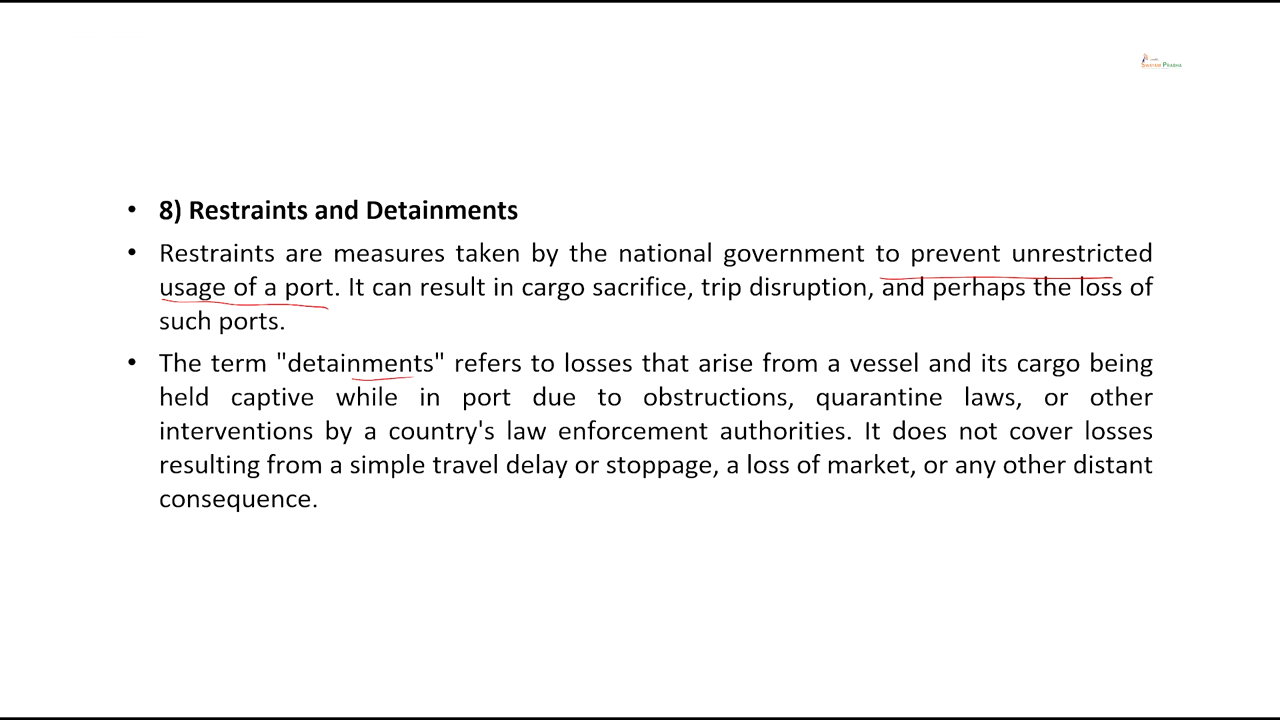 SWAYAM PRABHA
• 8) Restraints and Detainments
• Restraints are measures taken by the national government to prevent unrestricted
usage of a port. It can result in cargo sacrifice, trip disruption, and perhaps the loss of
such ports.
• The term "detainments" refers to losses that arise from a vessel and its cargo being
held captive while in port due to obstructions, quarantine laws, or other
interventions by a country's law enforcement authorities. It does not cover losses
resulting from a simple travel delay or stoppage, a loss of market, or any other distant
consequence.